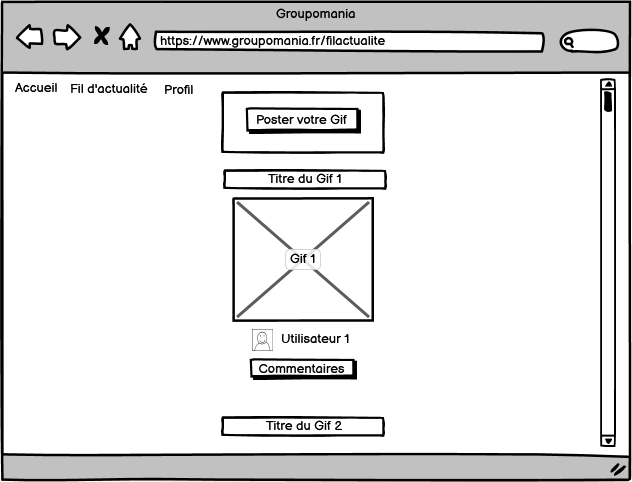 Groupomania
https://www.groupomania.fr/filactualite
Accueil Fil d'actualité Profil
Poster votre Gif
Titre du Gif 1
Gif 1
Utilisateur 1
Commentaires
Titre du Gif 2